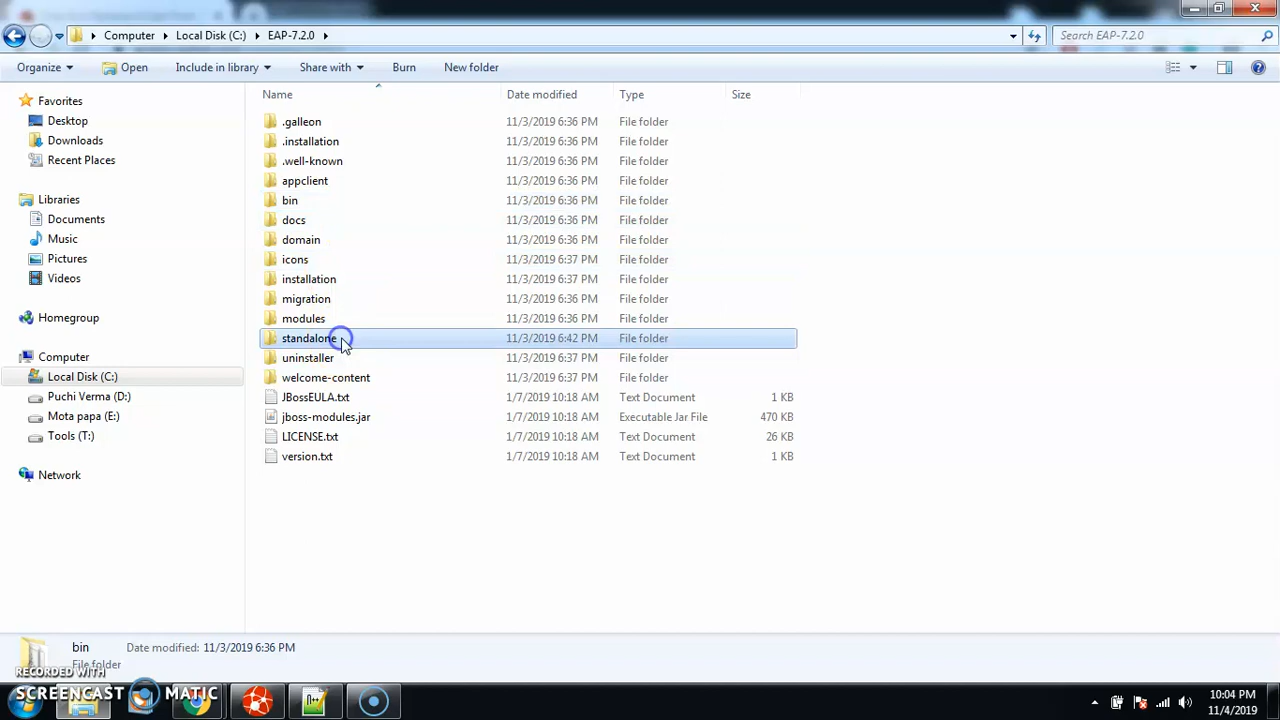 Computer Local Disk (C:) EAP-7.2.0 Search EAP-7.2.0
Organize Open Include in library Share with Burn New folder
Name Date modified Type Size
Favorites
Desktop
Downloads
Recent Places
Libraries
Documents
Music
Pictures
Videos
Homegroup
Computer
Local Disk (C:)
Puchi Verma (D:)
Mota papa (E:)
Tools (T:)
Network
.galleon 11/3/2019 6:36 PM File folder
.installation 11/3/2019 6:36 PM File folder
.well-known 11/3/2019 6:36 PM File folder
appclient 11/3/2019 6:36 PM File folder
bin 11/3/2019 6:36 PM File folder
docs 11/3/2019 6:36 PM File folder
domain 11/3/2019 6:36 PM File folder
icons 11/3/2019 6:37 PM File folder
installation 11/3/2019 6:37 PM File folder
migration 11/3/2019 6:36 PM File folder
modules 11/3/2019 6:36 PM File folder
standalone 11/3/2019 6:42 PM File folder
uninstaller 11/3/2019 6:37 PM File folder
welcome-content 11/3/2019 6:37 PM File folder
JBossEULA.txt 1/7/2019 10:18 AM Text Document 1 KB
jboss-modules.jar 1/7/2019 10:18 AM Executable Jar File 470 KB
LICENSE.txt 1/7/2019 10:18 AM Text Document 26 KB
version.txt 1/7/2019 10:18 AM Text Document 1 KB
bin Date modified: 11/3/2019 6:36 PM
File folder
RECORDED WITH
SCREENCAST MATIC
10:04 PM
11/4/2019